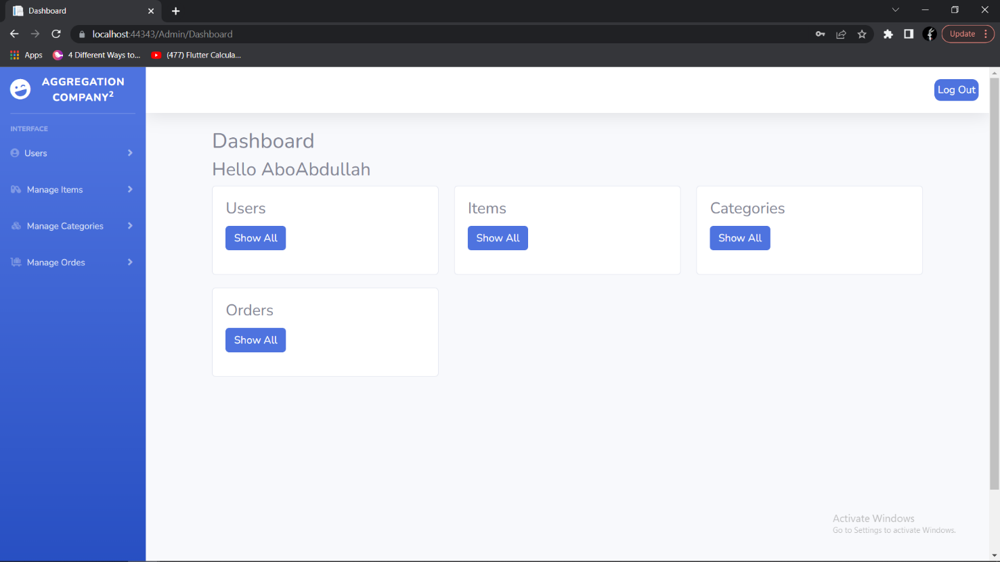 Dashboard
localhost:44343/Admin/Dashboard
Update
Apps
4 Different Ways to...
(477) Flutter Calcula...
AGGREGATION
COMPANY2
Log Out
INTERFACE
Users
Manage Items
Manage Categories
Manage Ordes
Dashboard
Hello AboAbdullah
Users
Show All
Items
Show All
Categories
Show All
Orders
Show All
Activate Windows
Go to Settings to activate Windows.